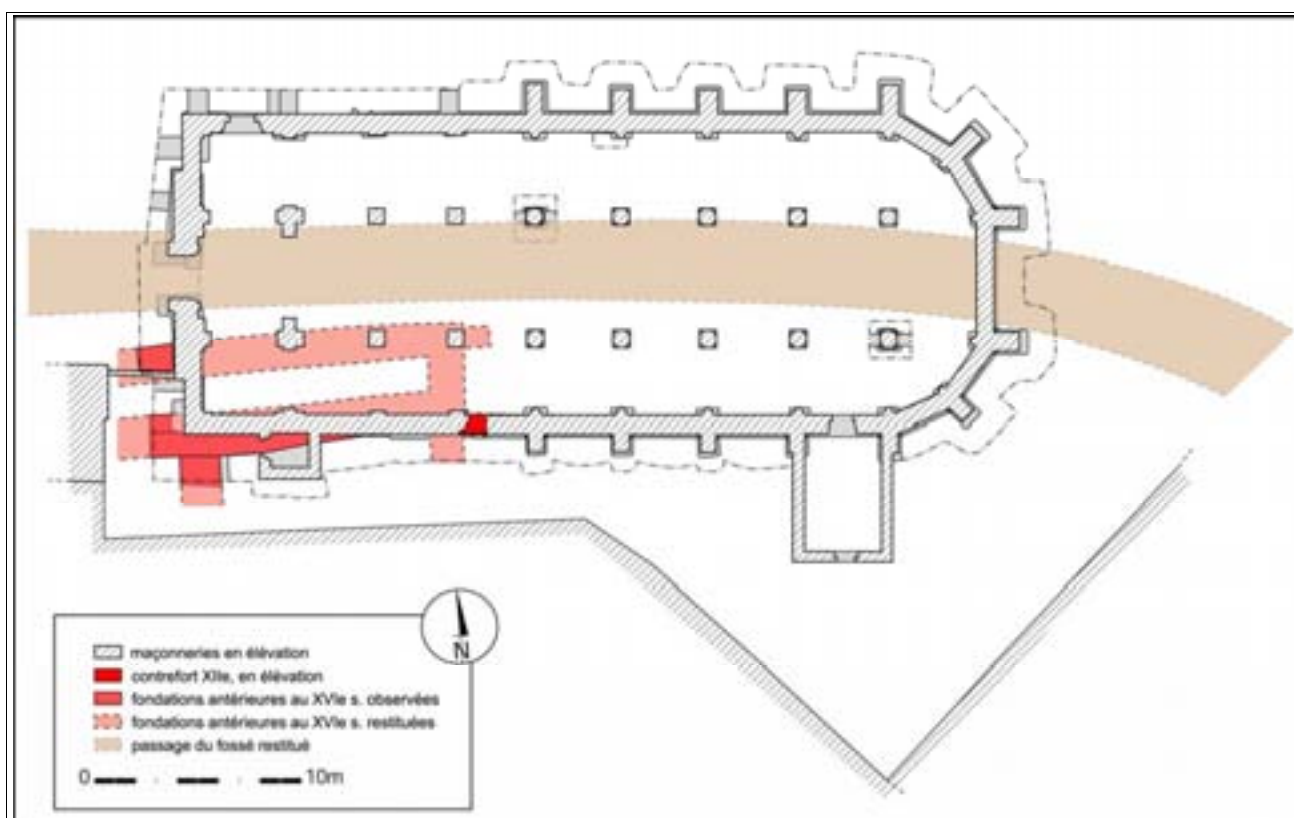 N
maçonneries en élévation
contrefort XIIe, en élévation
fondations antérieures au XVIe s. observées
fondations antérieures au XVIe s. restituées
passage du fossé restitué
0 10m